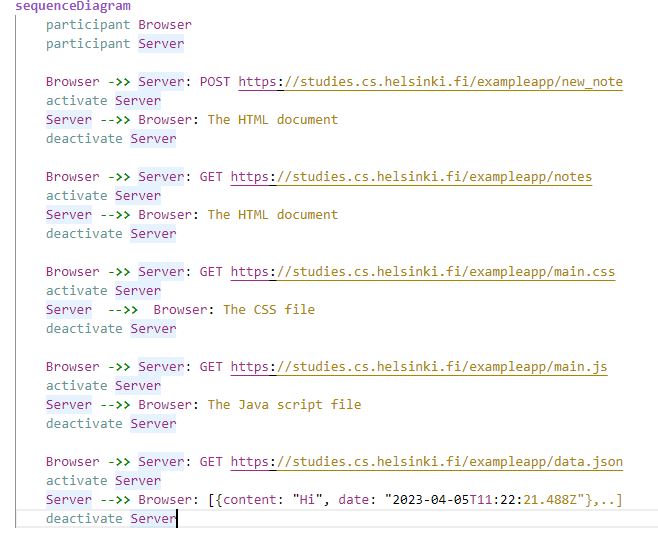 sequenceDiagram
participant Browser
participant Server
Browser ->> Server: POST https://studies.cs.helsinki.fi/exampleapp/new_note
activate Server
Server -->> Browser: The HTML document
deactivate Server
Browser ->> Server: GET https://studies.cs.helsinki.fi/exampleapp/notes
activate Server
Server -->> Browser: The HTML document
deactivate Server
Browser ->> Server: GET https://studies.cs.helsinki.fi/exampleapp/main.css
activate Server
Server  -->>  Browser: The CSS file
deactivate Server
Browser ->> Server: GET https://studies.cs.helsinki.fi/exampleapp/main.js
activate Server
Server -->> Browser: The Java script file
deactivate Server
Browser ->> Server: GET https://studies.cs.helsinki.fi/exampleapp/data.json
activate Server
Server -->> Browser: [{content: "Hi", date: "2023-04-05T11:22:21.488Z"},..]
deactivate Server